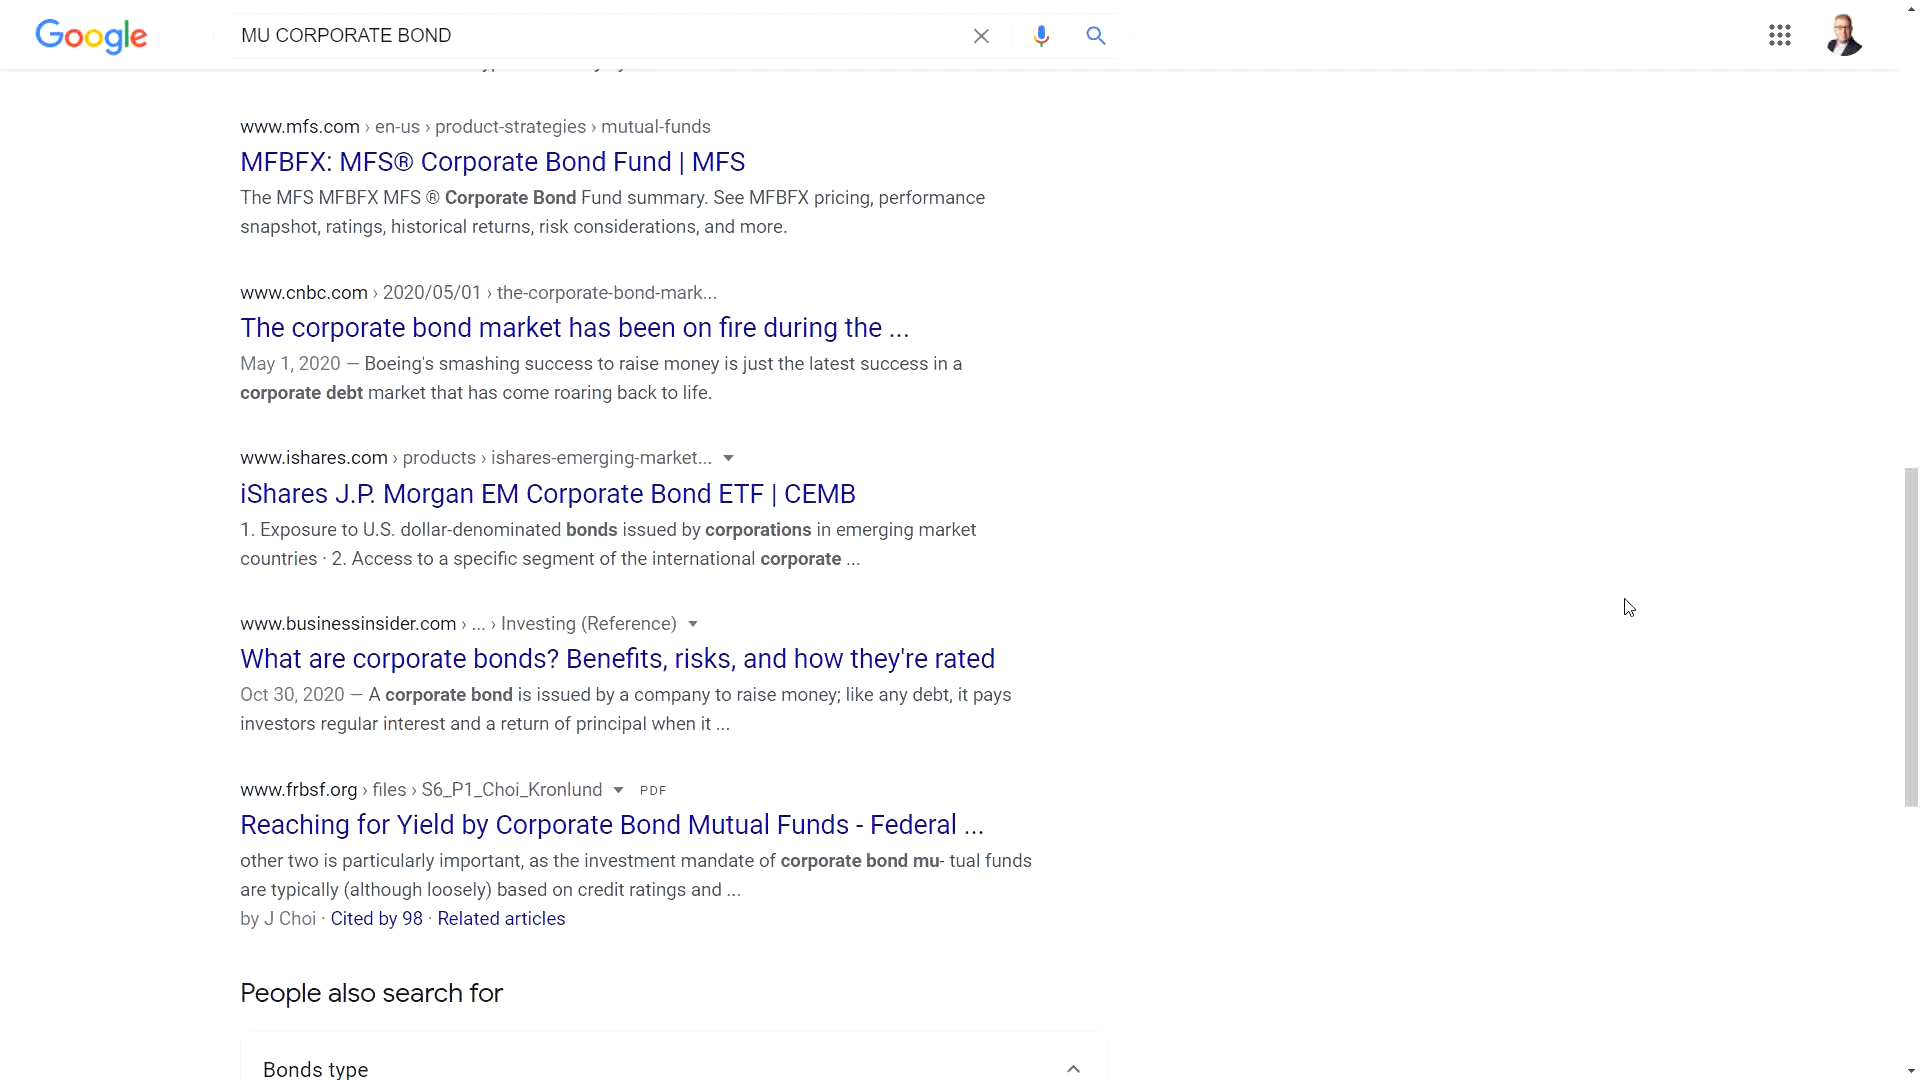 Google
MU CORPORATE BOND
www.mfs.com › en-us › product-strategies › mutual-funds
MFBFX: MFS® Corporate Bond Fund | MFS
The MFS MFBFX MFS ® Corporate Bond Fund summary. See MFBFX pricing, performance
snapshot, ratings, historical returns, risk considerations, and more.
www.cnbc.com › 2020/05/01 › the-corporate-bond-mark...
The corporate bond market has been on fire during the ...
May 1, 2020 — Boeing's smashing success to raise money is just the latest success in a
corporate debt market that has come roaring back to life.
www.ishares.com › products › ishares-emerging-market...
iShares J.P. Morgan EM Corporate Bond ETF | CEMB
1. Exposure to U.S. dollar-denominated bonds issued by corporations in emerging market
countries · 2. Access to a specific segment of the international corporate ...
www.businessinsider.com › ... › Investing (Reference)
What are corporate bonds? Benefits, risks, and how they're rated
Oct 30, 2020 — A corporate bond is issued by a company to raise money; like any debt, it pays
investors regular interest and a return of principal when it ...
www.frbsf.org › files › S6_P1_Choi_Kronlund PDF
Reaching for Yield by Corporate Bond Mutual Funds - Federal ...
other two is particularly important, as the investment mandate of corporate bond mu- tual funds
are typically (although loosely) based on credit ratings and ...
by J Choi · Cited by 98 · Related articles
People also search for
Bonds type